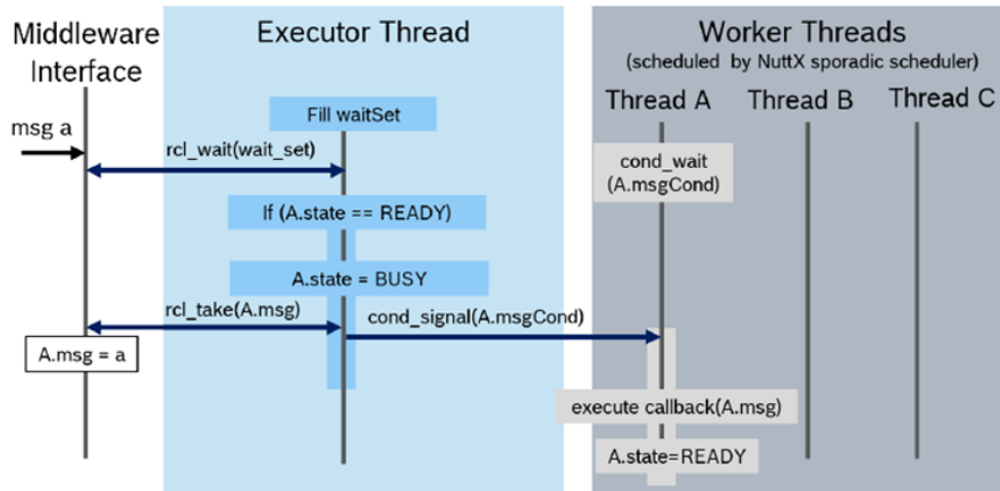 Middleware
Interface
Executor Thread
Worker Threads
(scheduled by NuttX sporadic scheduler)
Thread A
Thread B
Thread C
Fill waitSet
msg a
rcl_wait(wait_set)
cond_wait
(A.msgCond)
If (A.state == READY)
A.state = BUSY
rcl_take(A.msg)
cond_signal(A.msgCond)
A.msg = a
execute callback(A.msg)
A.state=READY